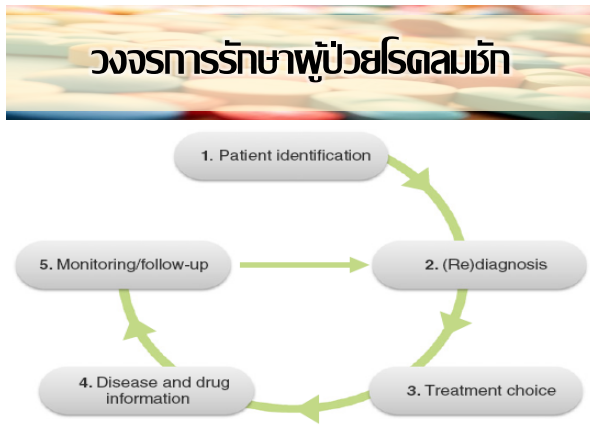 วงจรการรักษาผู้ป่วยโรคลมชัก
1. Patient identification
5. Monitoring/follow-up
2. (Re)diagnosis
4. Disease and drug
information
3. Treatment choice